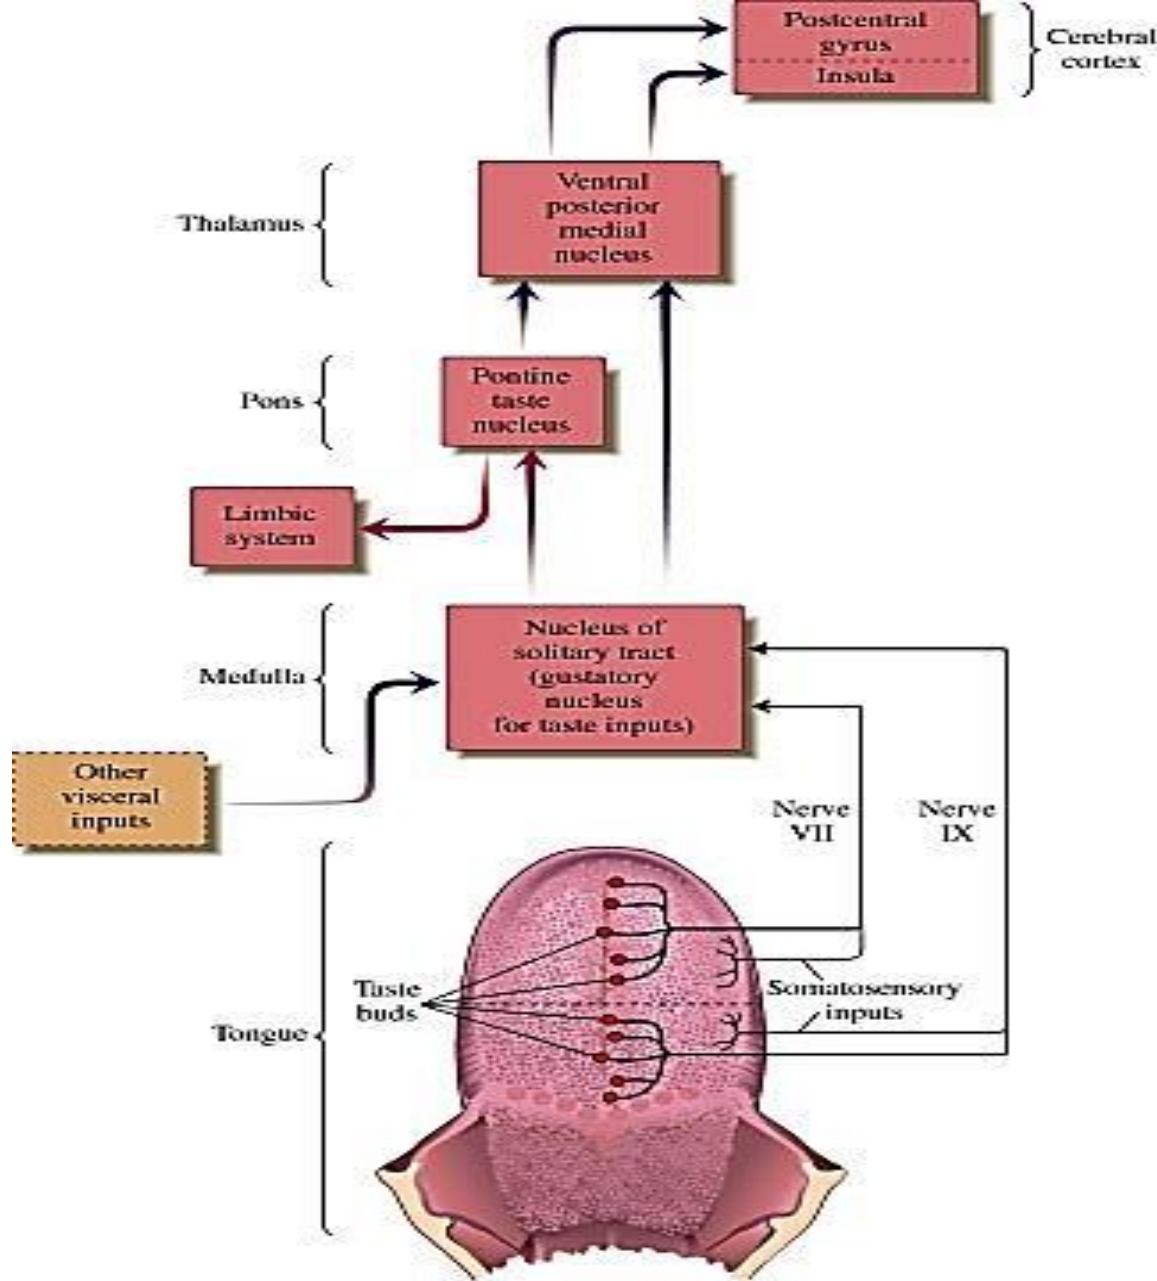 Postcentral
gyrus
Insula
Cerebral
cortex
Ventral
posterior
medial
nucleus
Thalamus
Pontine
taste
nucleus
Pons
Limbic
system
Nucleus of
solitary tract
(gustatory
nucleus
for taste inputs)
Medulla
Other
visceral
inputs
Nerve
VII
Nerve
IX
Taste
buds
Somatosensory
inputs
Tongue